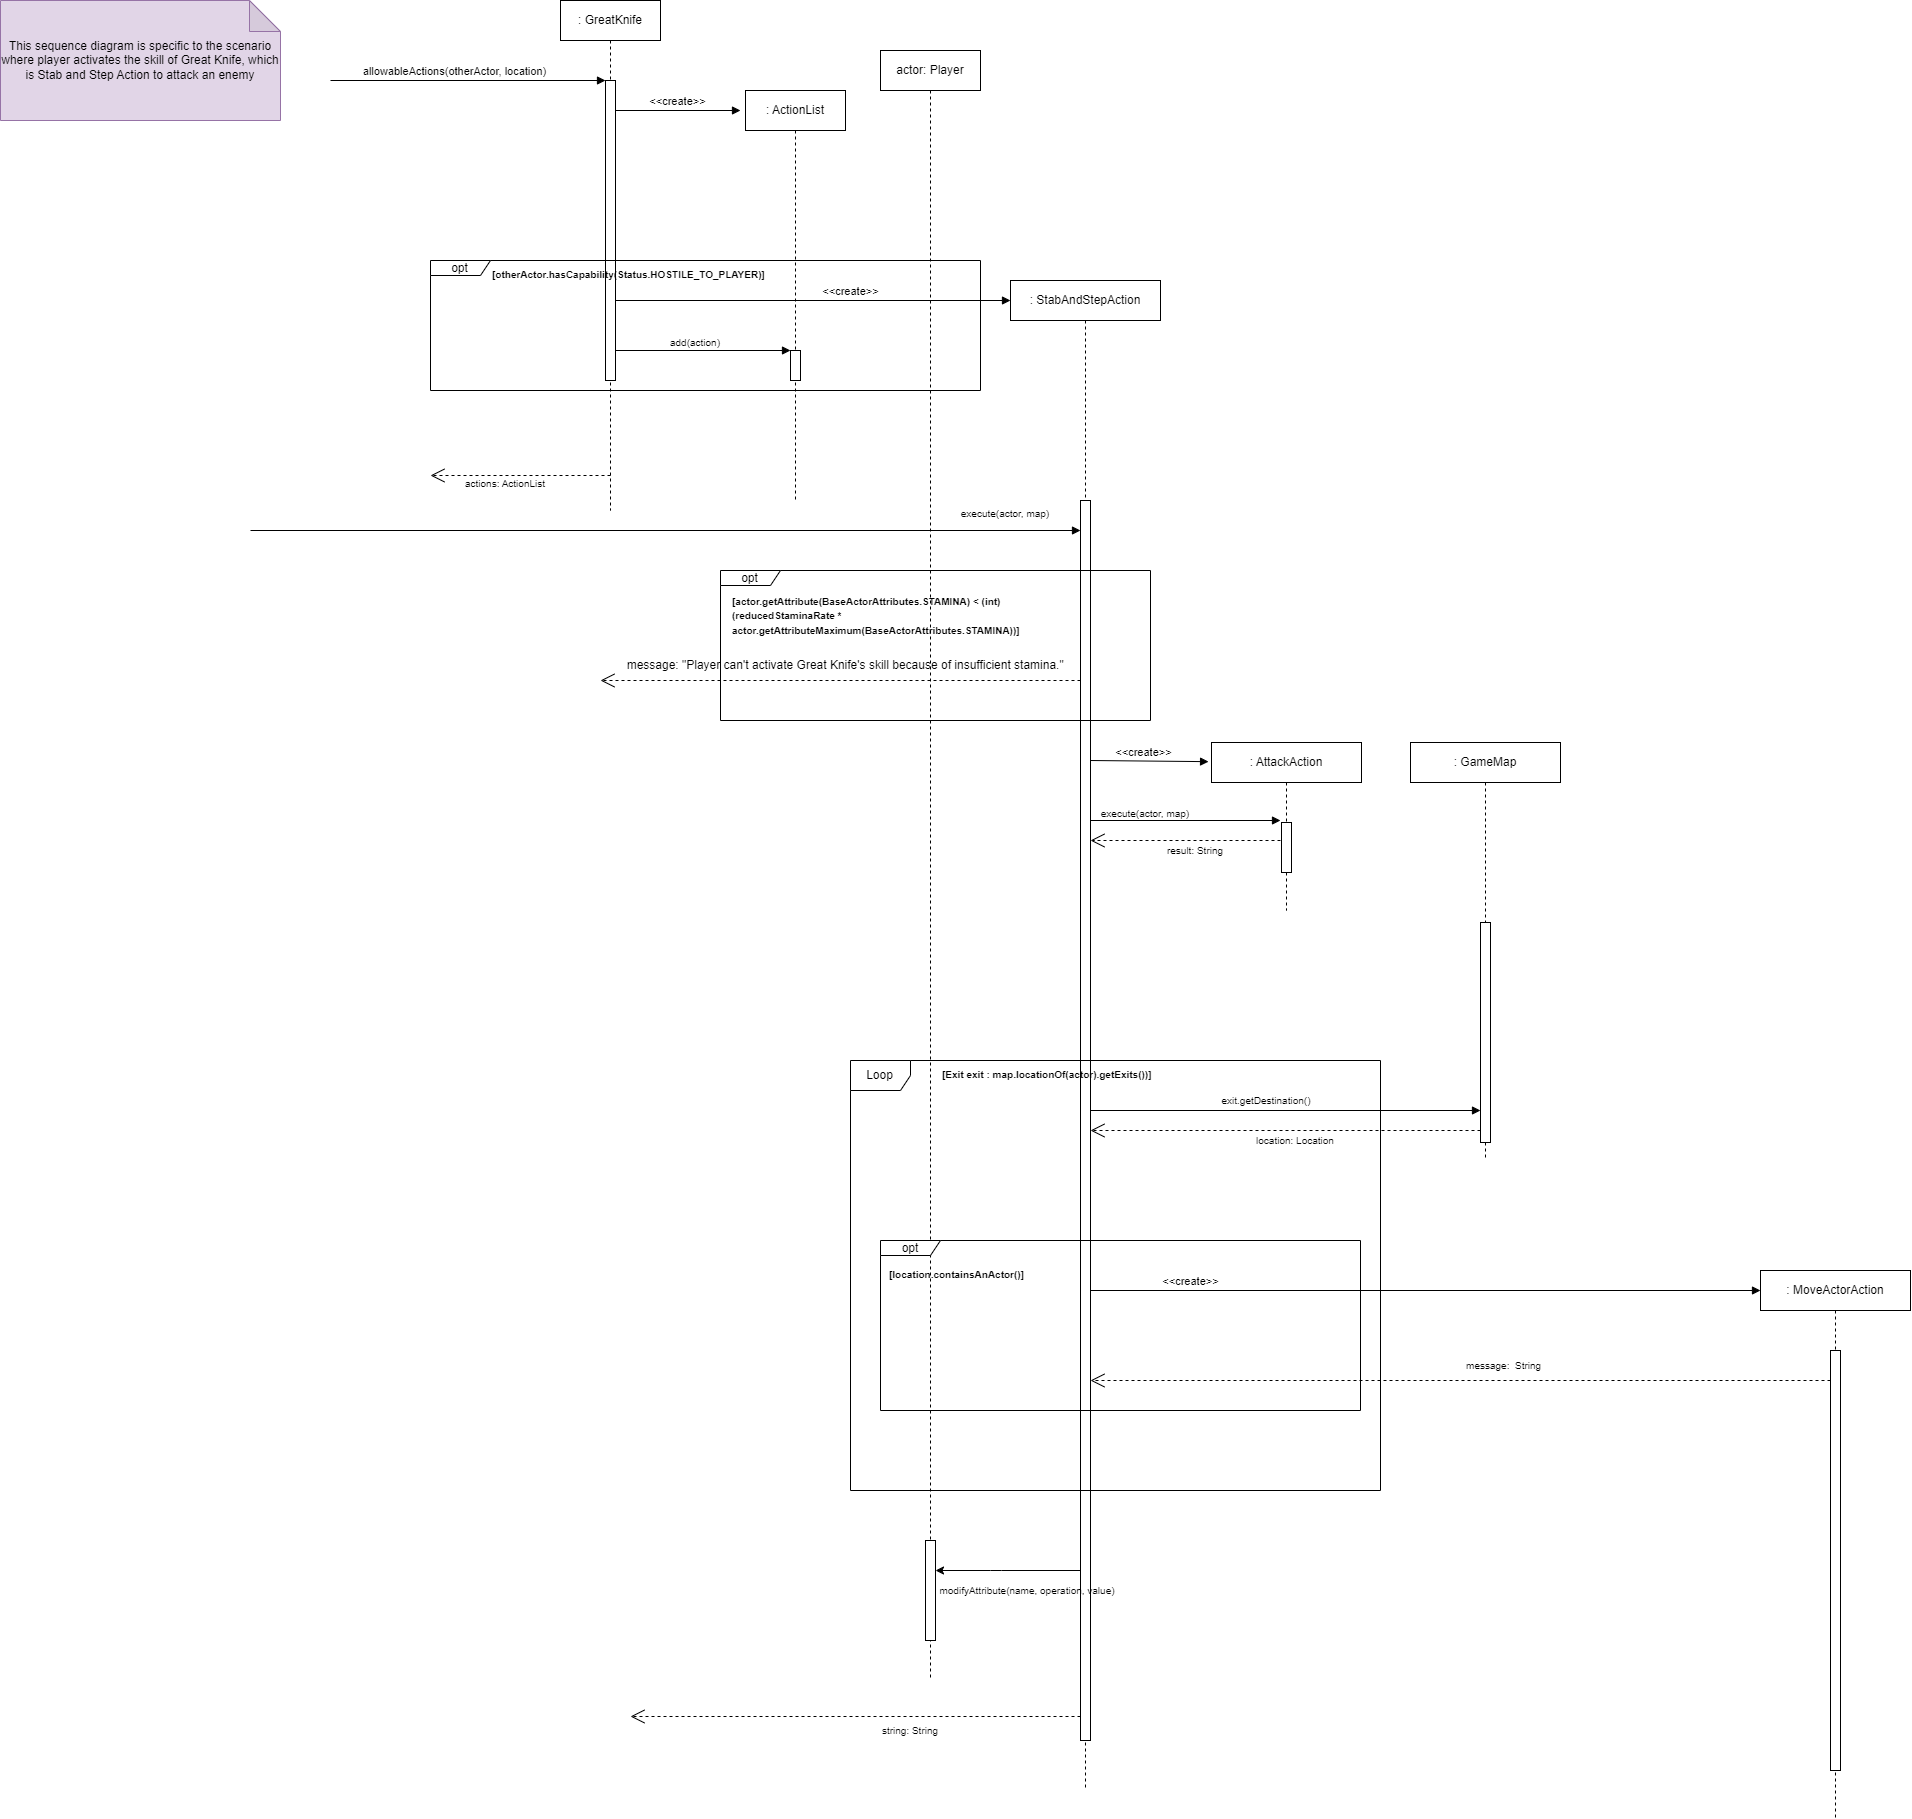 : GreatKnife
This sequence diagram is specific to the scenario
where player activates the skill of Great Knife, which
is Stab and Step Action to attack an enemy
allowableActions(otherActor, location)
actor: Player
<<create>>
: ActionList
opt
[otherActor.hasCapability(Status.HOSTILE_TO_PLAYER)]
<<create>>
: StabAndStepAction
add(action)
actions: ActionList
execute(actor, map)
opt
[actor.getAttribute(BaseActorAttributes.STAMINA) < (int)
(reducedStaminaRate *
actor.getAttributeMaximum(BaseActorAttributes.STAMINA))]
message: "Player can't activate Great Knife's skill because of insufficient stamina."
<<create>>
: AttackAction
: GameMap
execute(actor, map)
result: String
Loop
[Exit exit : map.locationOf(actor).getExits())]
exit.getDestination()
location: Location
opt
[location.containsAnActor()]
<<create>>
: MoveActorAction
message:  String
modifyAttribute(name, operation, value)
string: String